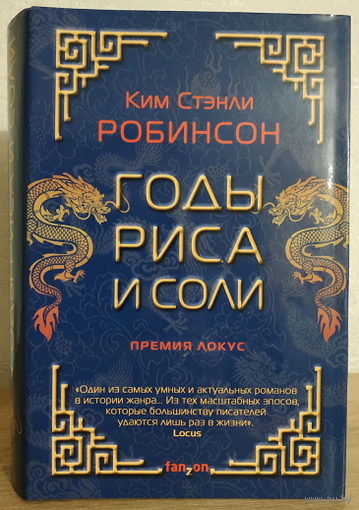 Ким Стэнли
РОБИНСОН
ГОДЫ
РИСА
И СОЛИ
ПРЕМИЯ ЛОКУС
«Один из самых умных и актуальных романов
в истории жанра... Из тех масштабных эпосов,
которые большинству писателей
удаются лишь раз в жизни».
Locus
fanzon